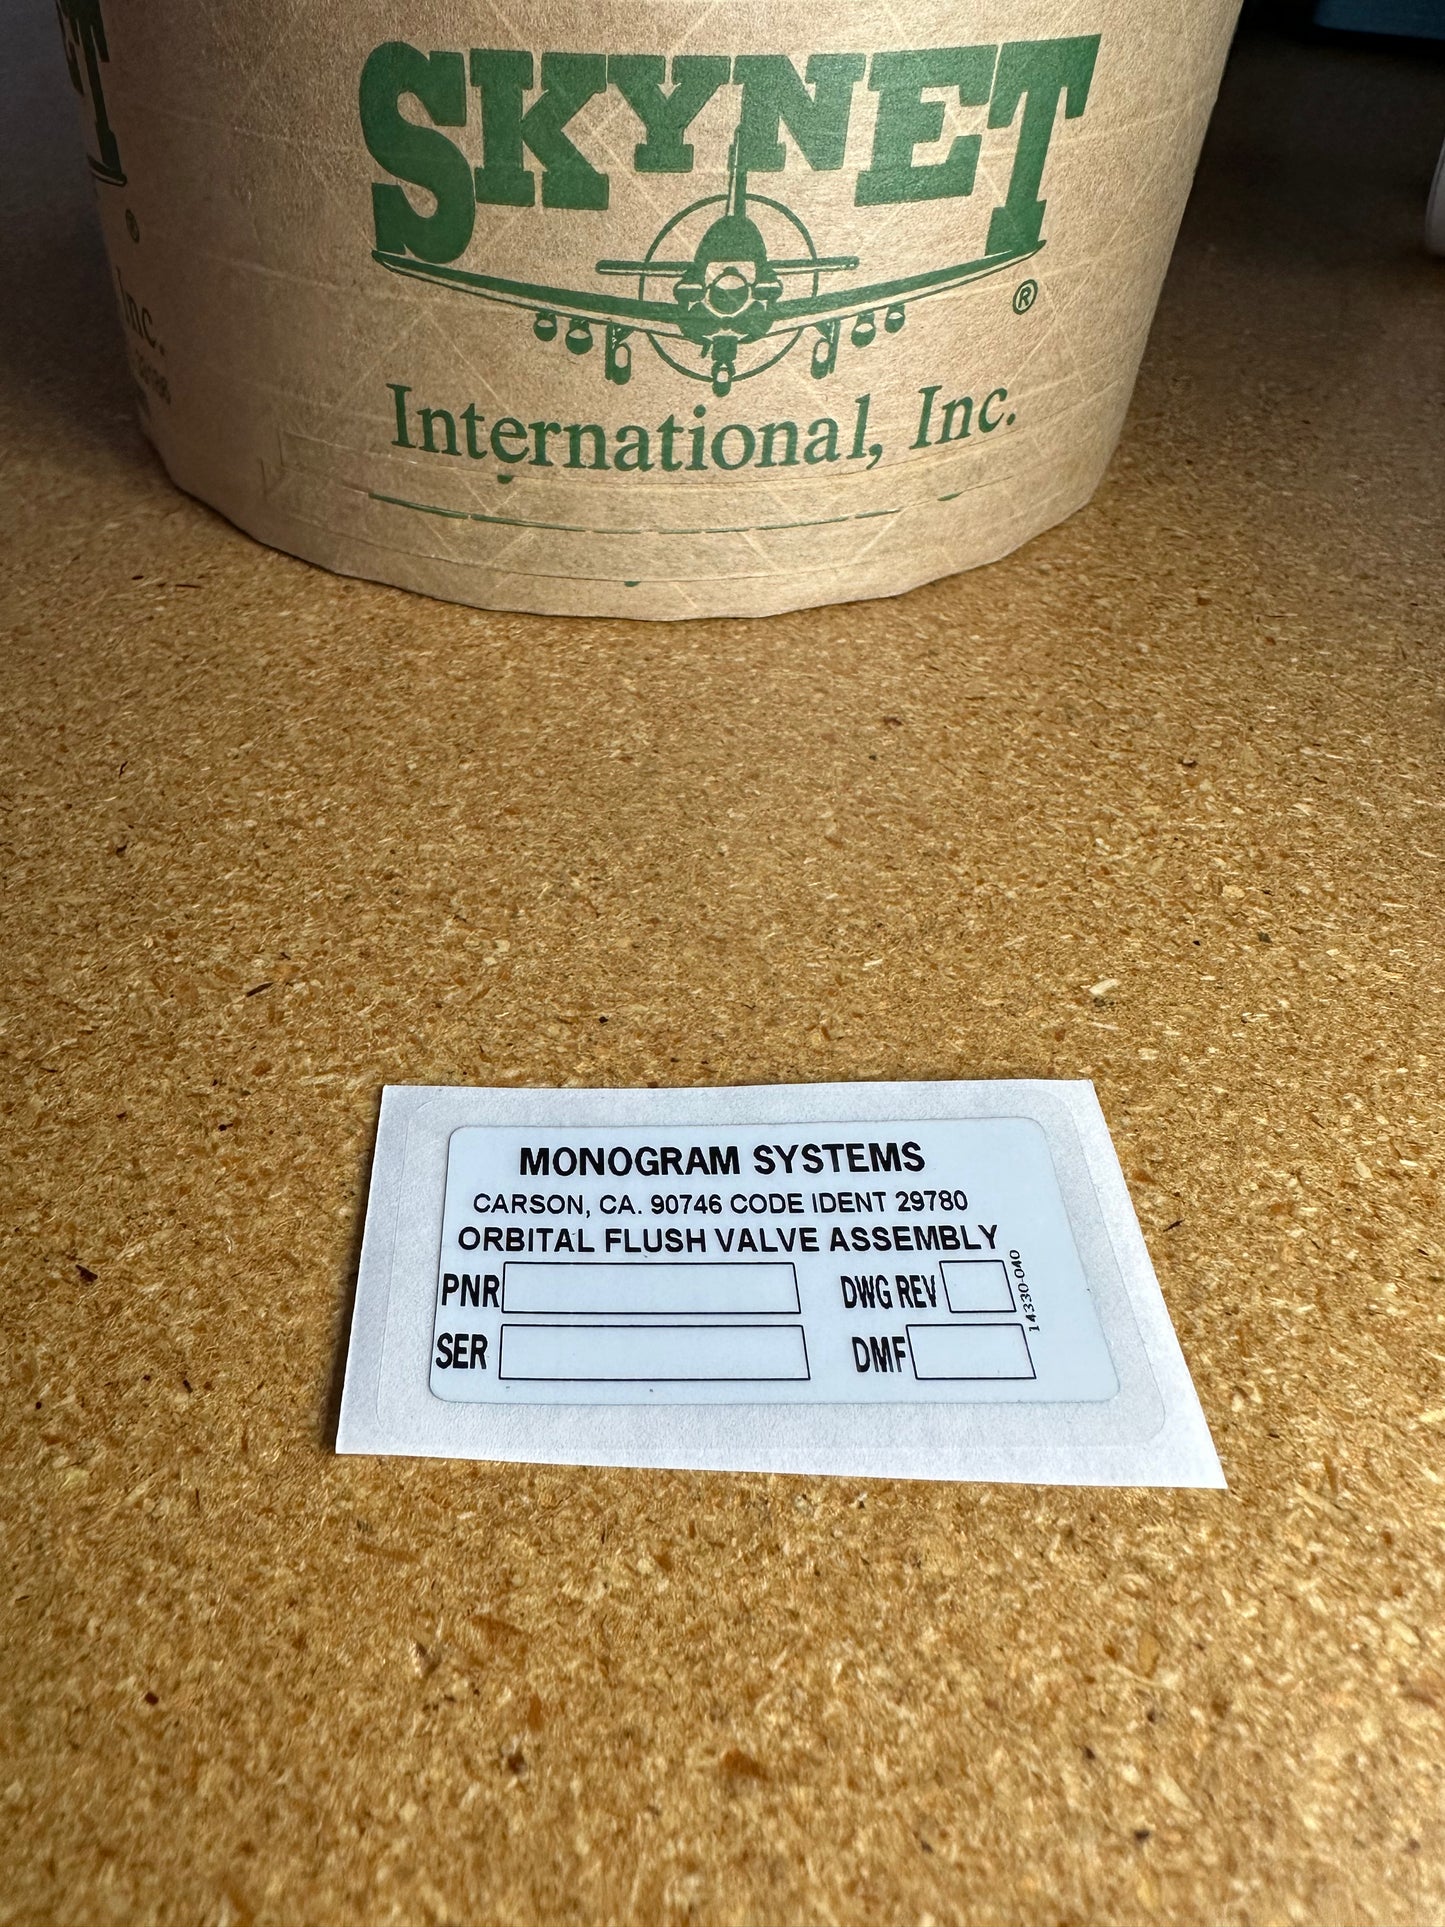 SKYNET
®
International, Inc.
®
Inc.
MONOGRAM SYSTEMS
CARSON, CA. 90746 CODE IDENT 29780
ORBITAL FLUSH VALVE ASSEMBLY
PNR DWG REV
14330-040
SER DMF